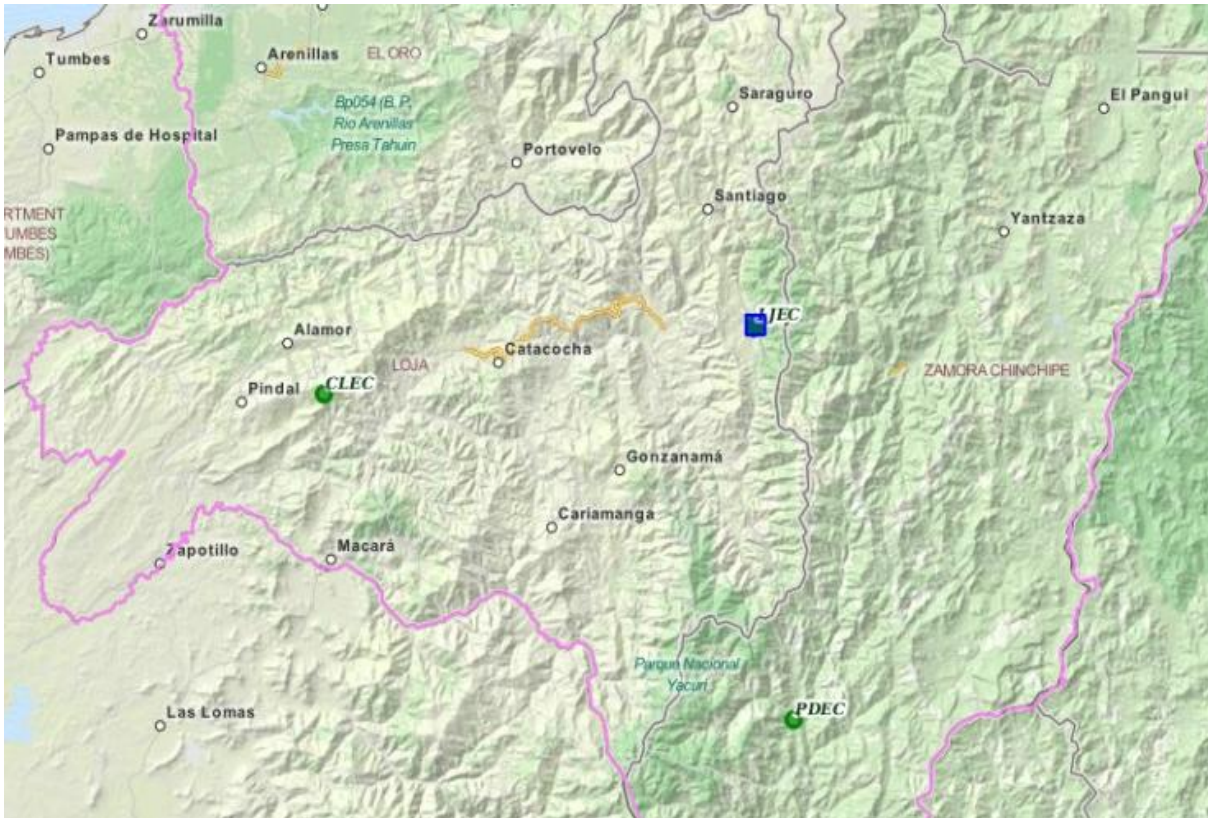 Zarumilla
Tumbes
Arenillas
EL ORO
Saraguro
El Pangui
Bp054 (B. P,
Rio Arenillas
Presa Tahuin
Pampas de Hospital
Portovelo
Santiago
RTMENT
UMBES
MBES)
Yantzaza
LJEC
Alamor
Catacocha
LOJA
ZAMORA CHINCHIPE
CLEC
Pindal
Gonzanamá
Cariamanga
Zapotillo
Macará
Parque Nacional
Yacuri
PDEC
Las Lomas